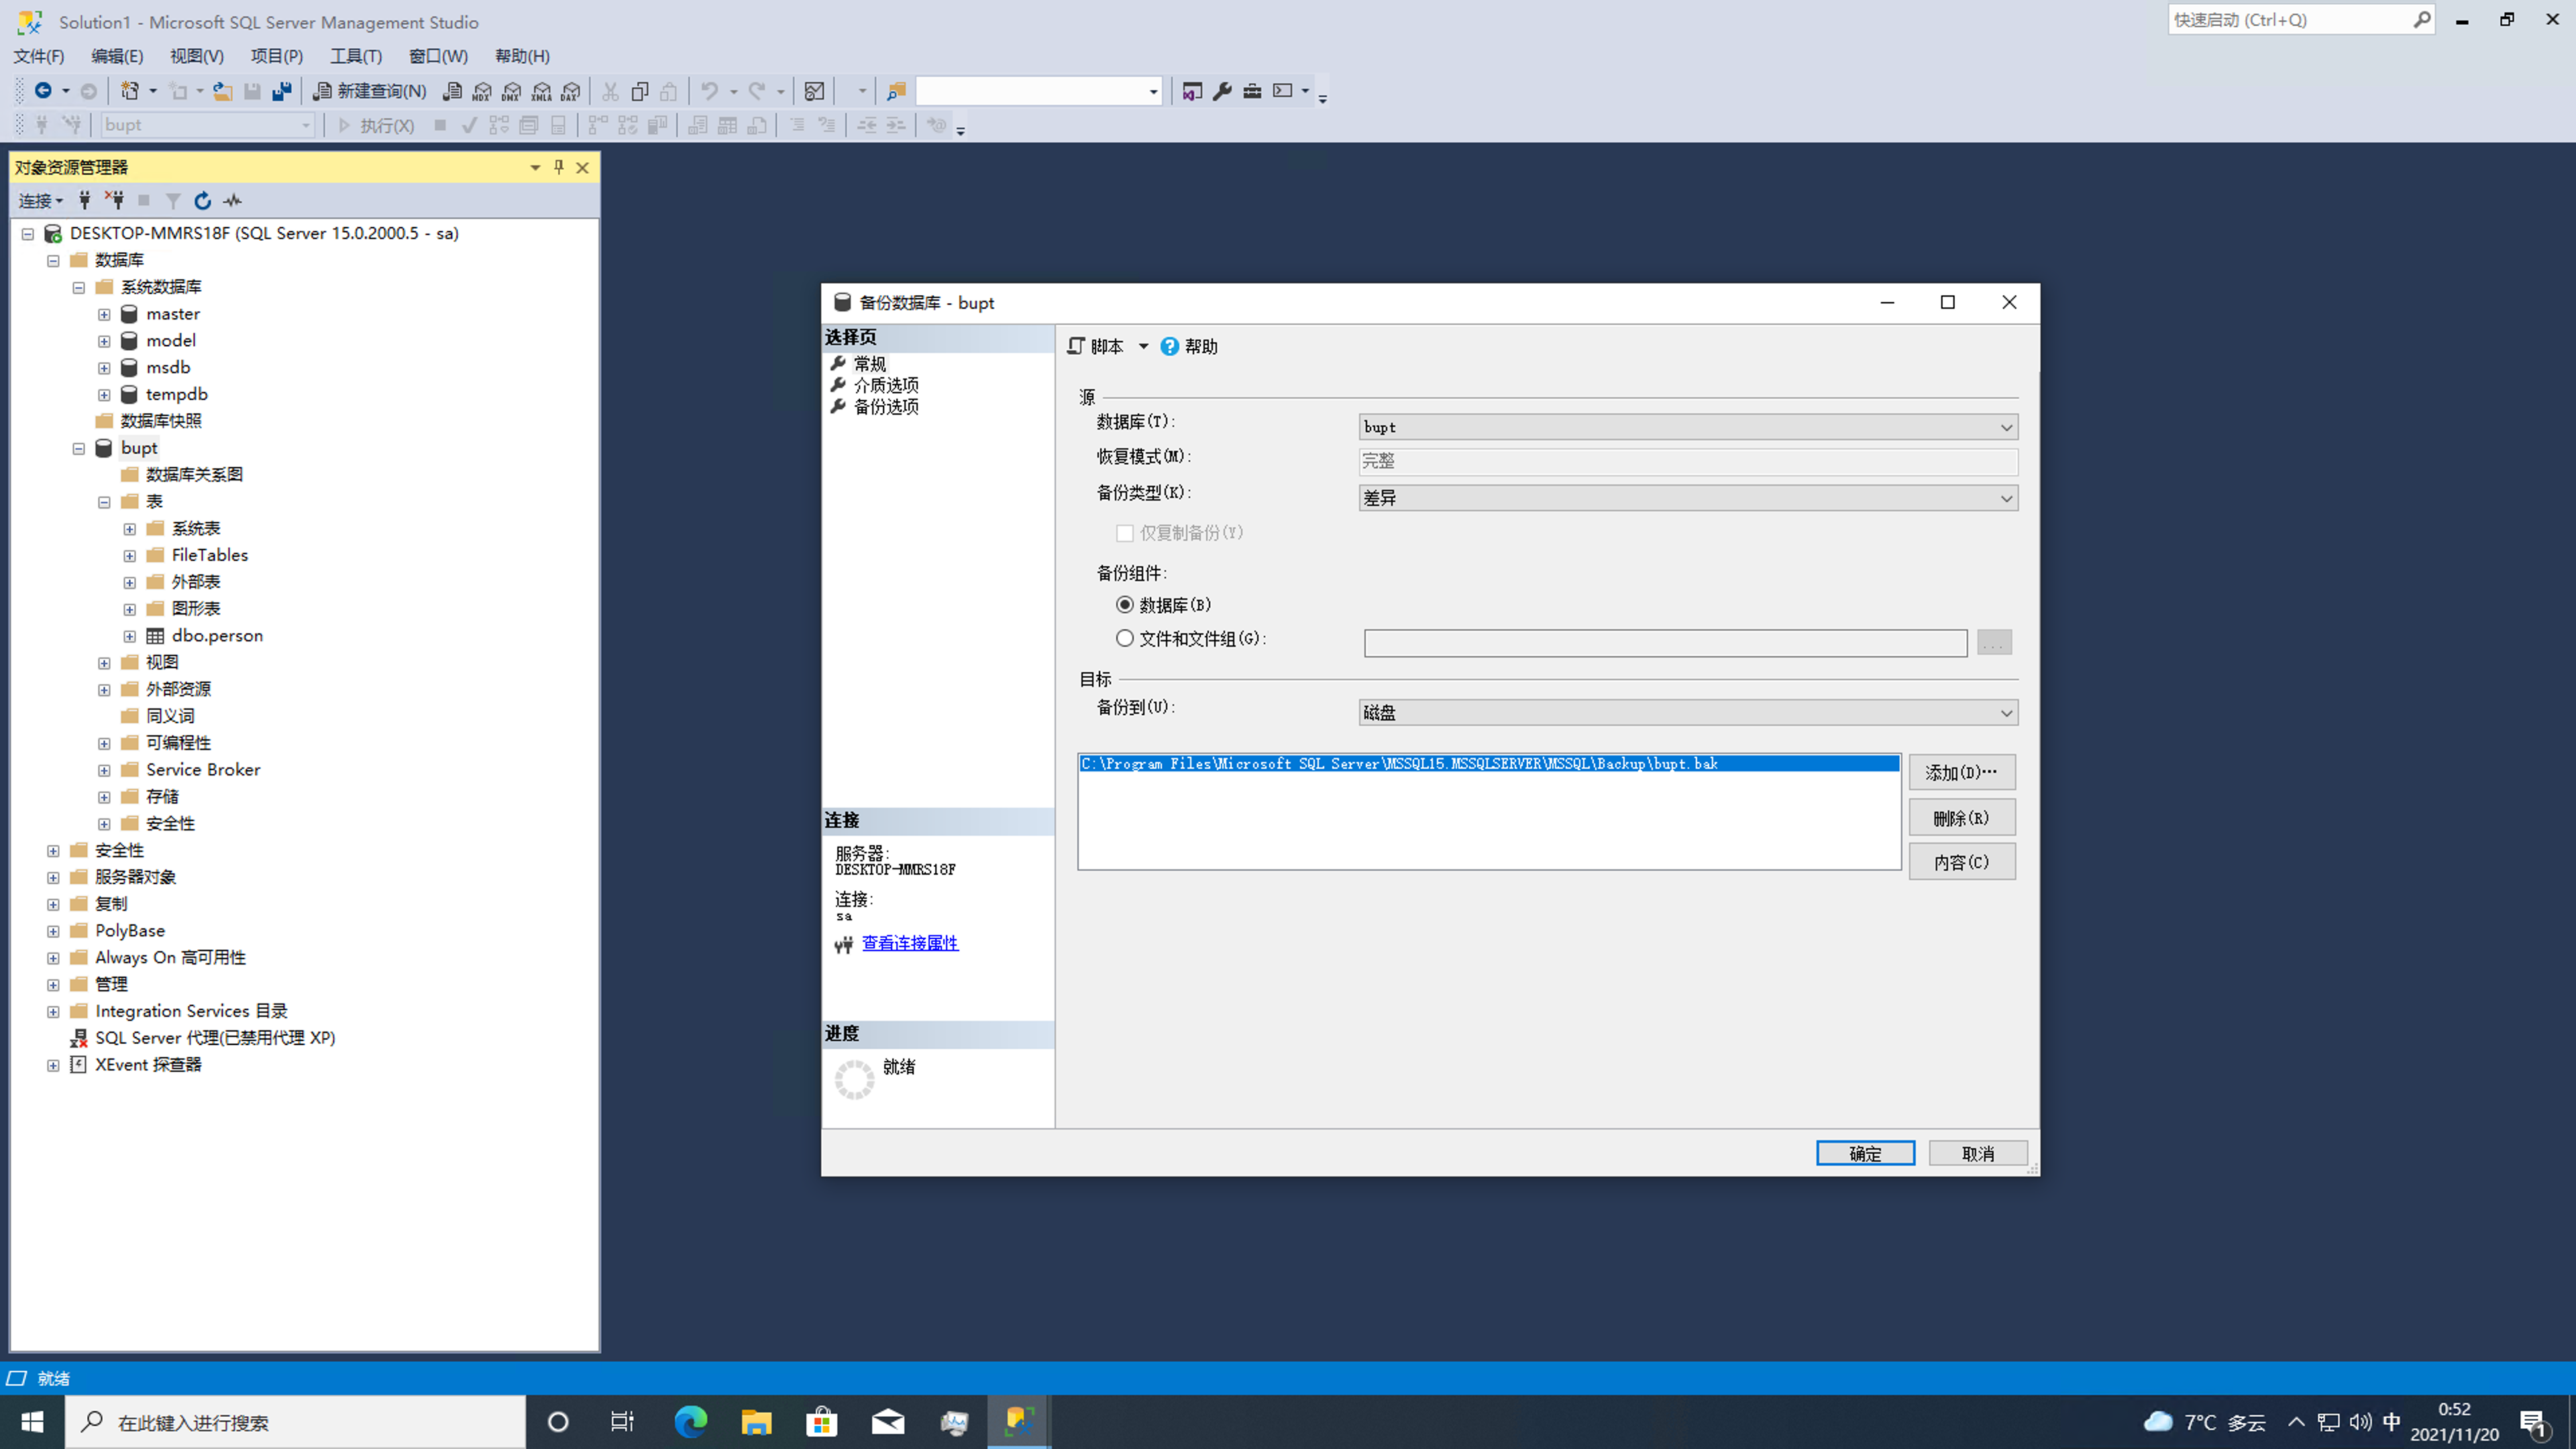 Solution1 - Microsoft SQL Server Management Studio
快速启动 (Ctrl+Q)
文件(F) 编辑(E) 视图(V) 项目(P) 工具(T) 窗口(W) 帮助(H)
新建查询(N) MDX DMX XMLA DAX
bupt 执行(X)
对象资源管理器
连接
DESKTOP-MMRS18F (SQL Server 15.0.2000.5 - sa)
数据库
系统数据库
master
model
msdb
tempdb
数据库快照
bupt
数据库关系图
表
系统表
FileTables
外部表
图形表
dbo.person
视图
外部资源
同义词
可编程性
Service Broker
存储
安全性
安全性
服务器对象
复制
PolyBase
Always On 高可用性
管理
Integration Services 目录
SQL Server 代理(已禁用代理 XP)
XEvent 探查器
备份数据库 - bupt
选择页
常规
介质选项
备份选项
连接
服务器:
DESKTOP-MMRS18F
连接:
sa
查看连接属性
进度
就绪
脚本 帮助
源
数据库(T): bupt
恢复模式(M): 完整
备份类型(K): 差异
仅复制备份(Y)
备份组件:
数据库(B)
文件和文件组(G): ...
目标
备份到(U): 磁盘
C:\Program Files\Microsoft SQL Server\MSSQL15.MSSQLSERVER\MSSQL\Backup\bupt.bak
添加(D)…
删除(R)
内容(C)
确定 取消
就绪
在此键入进行搜索
7°C 多云 中 0:52
2021/11/20
1